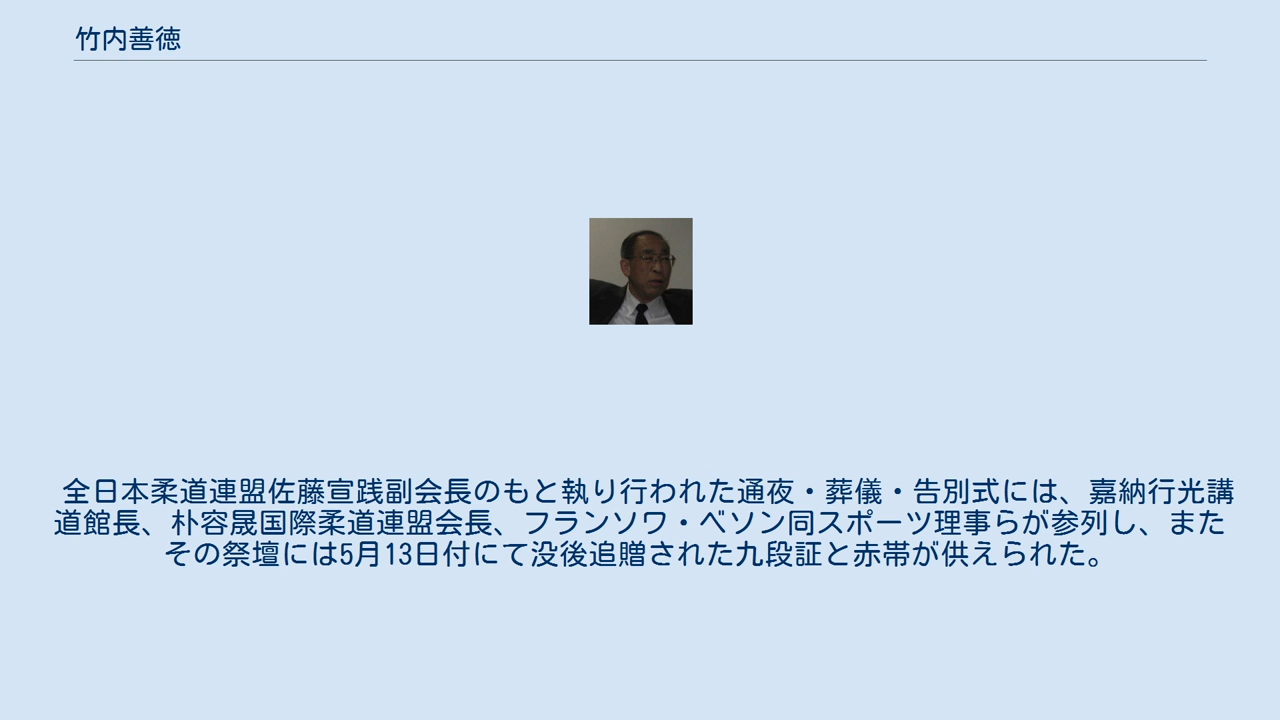 竹内善徳
全日本柔道連盟佐藤宣践副会長のもと執り行われた通夜・葬儀・告別式には、嘉納行光講
道館長、朴容晟国際柔道連盟会長、フランソワ・ベソン同スポーツ理事らが参列し、また
その祭壇には5月13日付にて没後追贈された九段証と赤帯が供えられた。